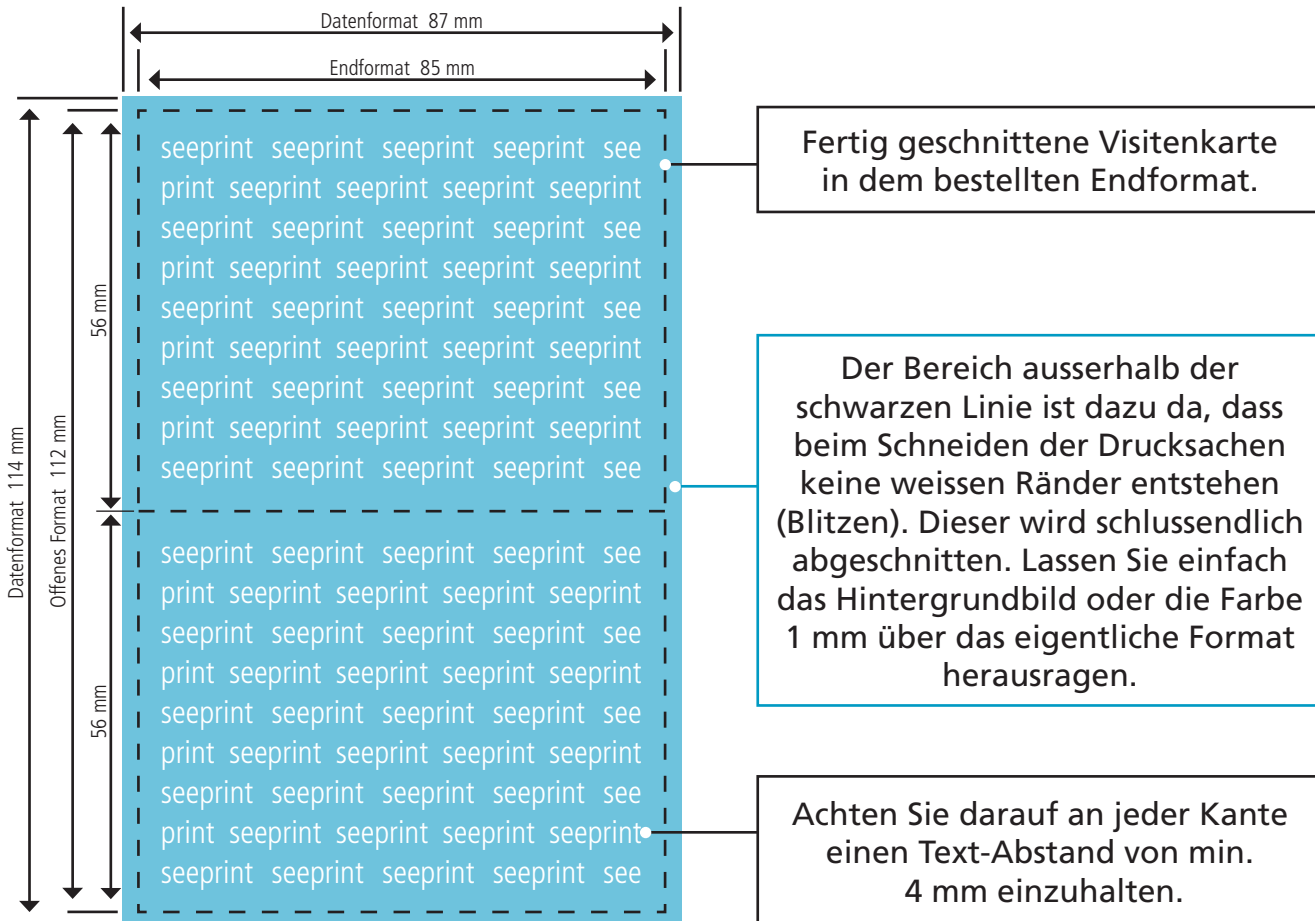 Datenformat 87 mm
Endformat 85 mm
Datenformat 114 mm
Offenes Format 112 mm
56 mm
56 mm
seeprint seeprint seeprint seeprint see
print seeprint seeprint seeprint seeprint
seeprint seeprint seeprint seeprint see
print seeprint seeprint seeprint seeprint
seeprint seeprint seeprint seeprint see
print seeprint seeprint seeprint seeprint
seeprint seeprint seeprint seeprint see
print seeprint seeprint seeprint seeprint
seeprint seeprint seeprint seeprint see
seeprint seeprint seeprint seeprint see
print seeprint seeprint seeprint seeprint
seeprint seeprint seeprint seeprint see
print seeprint seeprint seeprint seeprint
seeprint seeprint seeprint seeprint see
print seeprint seeprint seeprint seeprint
seeprint seeprint seeprint seeprint see
print seeprint seeprint seeprint seeprint
seeprint seeprint seeprint seeprint see
Fertig geschnittene Visitenkarte
in dem bestellten Endformat.
Der Bereich ausserhalb der
schwarzen Linie ist dazu da, dass
beim Schneiden der Drucksachen
keine weissen Ränder entstehen
(Blitzen). Dieser wird schlussendlich
abgeschnitten. Lassen Sie einfach
das Hintergrundbild oder die Farbe
1 mm über das eigentliche Format
herausragen.
Achten Sie darauf an jeder Kante
einen Text-Abstand von min.
4 mm einzuhalten.